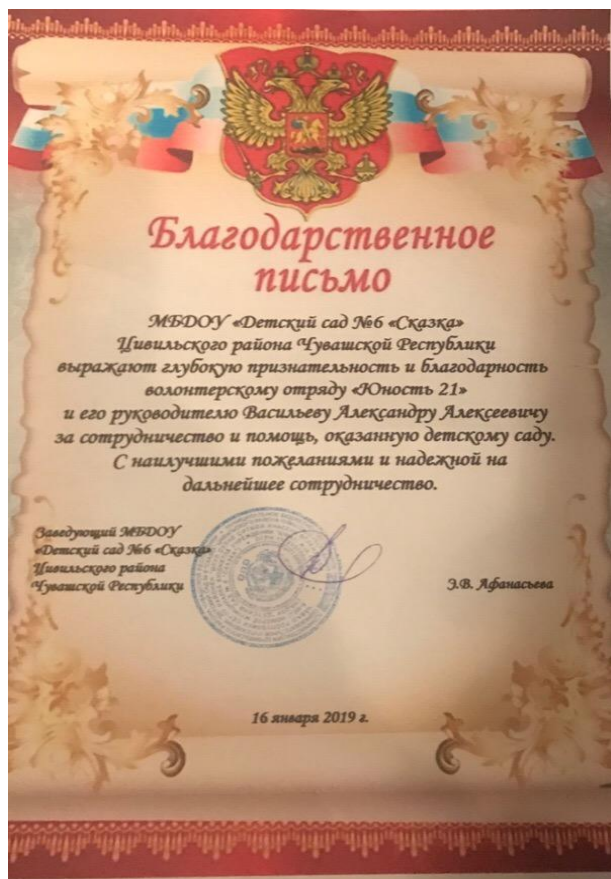 Благодарственное
письмо
МБДОУ «Детский сад №6 «Сказка»
Цивильского района Чувашской Республики
выражают глубокую признательность и благодарность
волонтерскому отряду «Юность 21»
и его руководителю Васильеву Александру Алексеевичу
за сотрудничество и помощь, оказанную детскому саду.
С наилучшими пожеланиями и надежной на
дальнейшее сотрудничество.
Заведующий МБДОУ
«Детский сад №6 «Сказка»
Цивильского района
Чувашской Республики
Э.В. Афанасьева
16 января 2019 г.